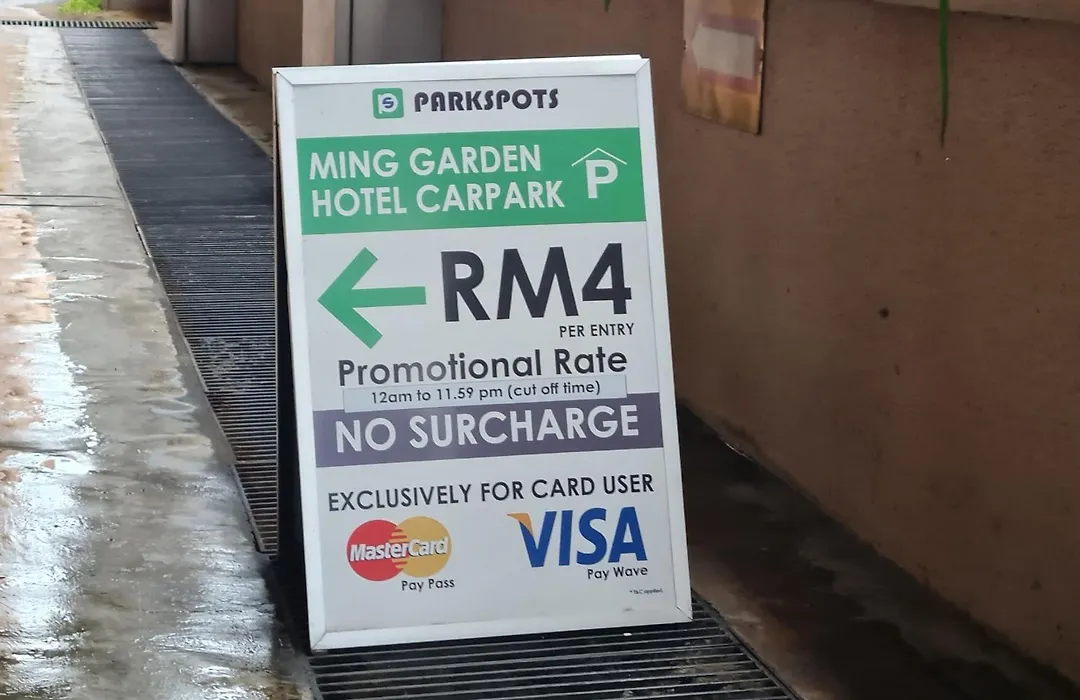 PARKSPOTS
MING GARDEN
HOTEL CARPARK
P
RM4
PER ENTRY
Promotional Rate
12am to 11.59 pm (cut off time)
NO SURCHARGE
EXCLUSIVELY FOR CARD USER
MasterCard
Pay Pass
VISA
Pay Wave
*T&C applied.